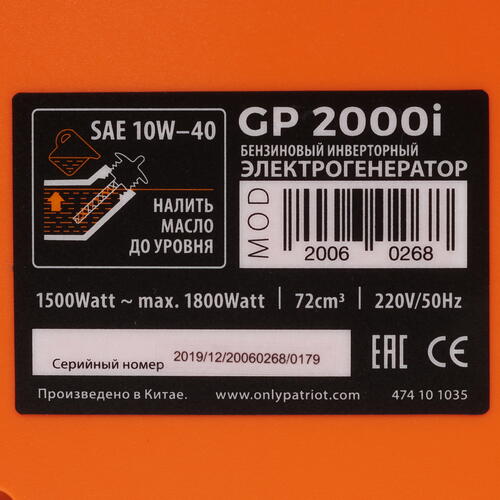 SAE 10W–40
НАЛИТЬ
МАСЛО
ДО УРОВНЯ
GP 2000i
БЕНЗИНОВЫЙ ИНВЕРТОРНЫЙ
ЭЛЕКТРОГЕНЕРАТОР
MOD
2006 0268
1500Watt ~ max. 1800Watt | 72cm³ | 220V/50Hz
Серийный номер 2019/12/20060268/0179
EAC CE
Произведено в Китае. www.onlypatriot.com 474 10 1035